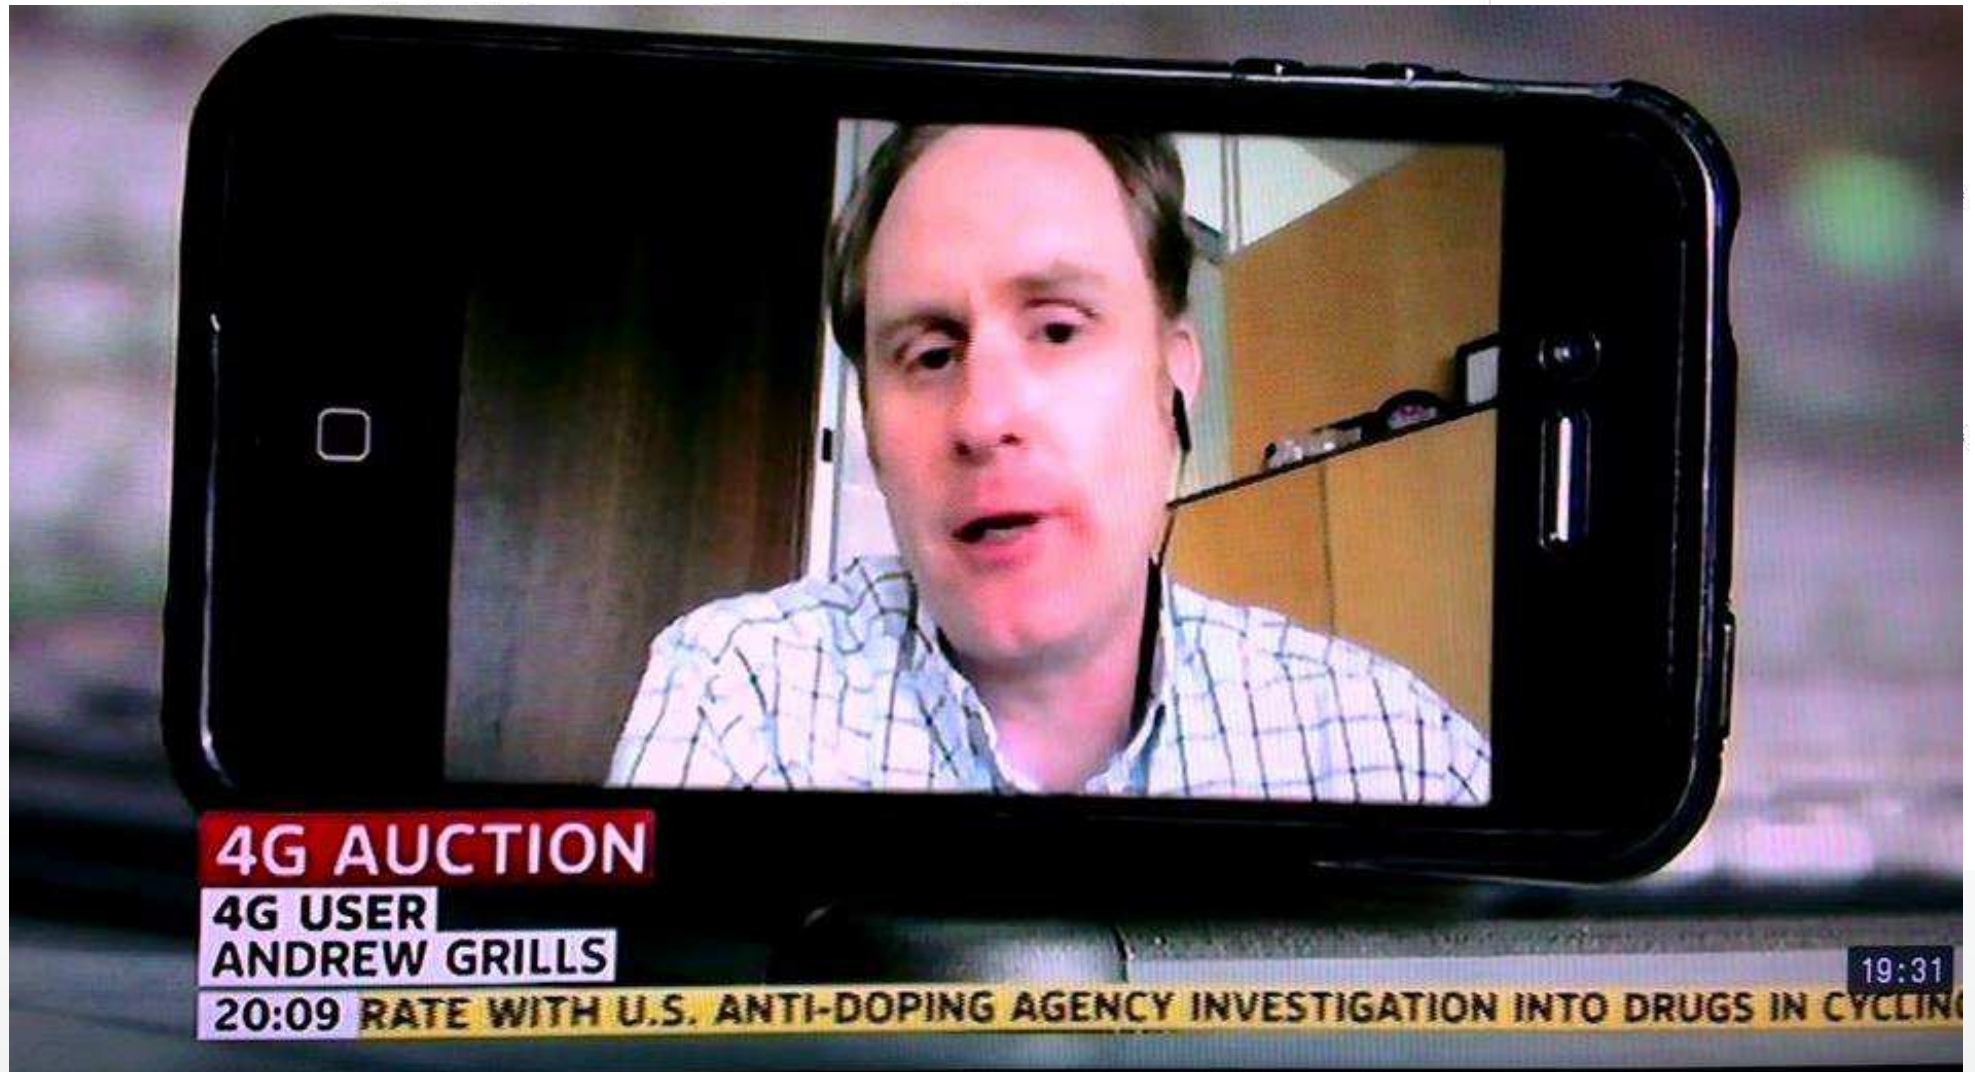 4G AUCTION
4G USER
ANDREW GRILLS
19:31
20:09 RATE WITH U.S. ANTI-DOPING AGENCY INVESTIGATION INTO DRUGS IN CYCLING